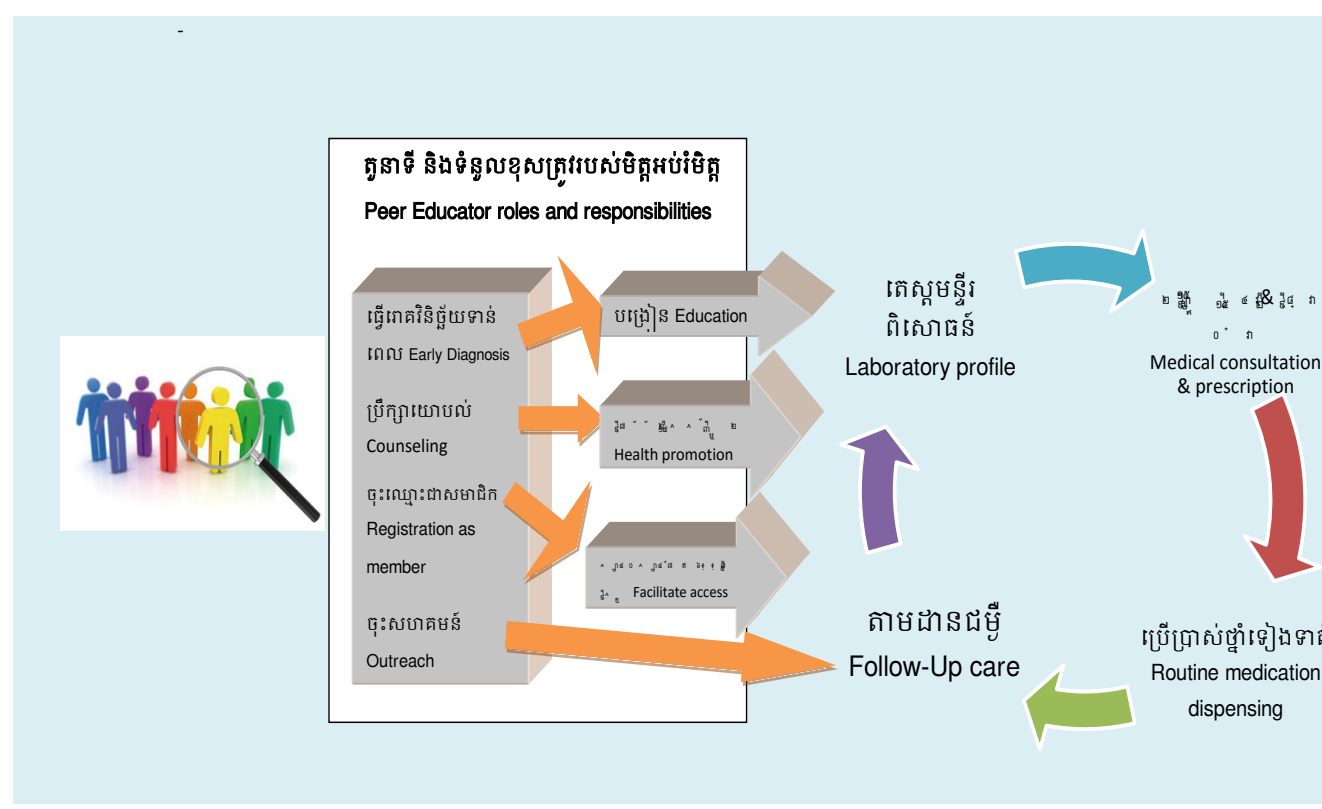 -
តួនាទី និងទំនួលខុសត្រូវរបស់មិត្តអប់រំមិត្ត
Peer Educator roles and responsibilities
ធ្វើរោគវិនិច្ឆ័យទាន់
ពេល Early Diagnosis
ប្រឹក្សាយោបល់
Counseling
ចុះឈ្មោះជាសមាជិក
Registration as
member
ចុះសហគមន៍
Outreach
បង្រៀន Education
Health promotion
Facilitate access
តេស្តមន្ទីរ
ពិសោធន៍
Laboratory profile
&
Medical consultation
& prescription
ប្រើប្រាស់ថ្នាំទៀងទាត់
Routine medication
dispensing
តាមដានជម្ងឺ
Follow-Up care